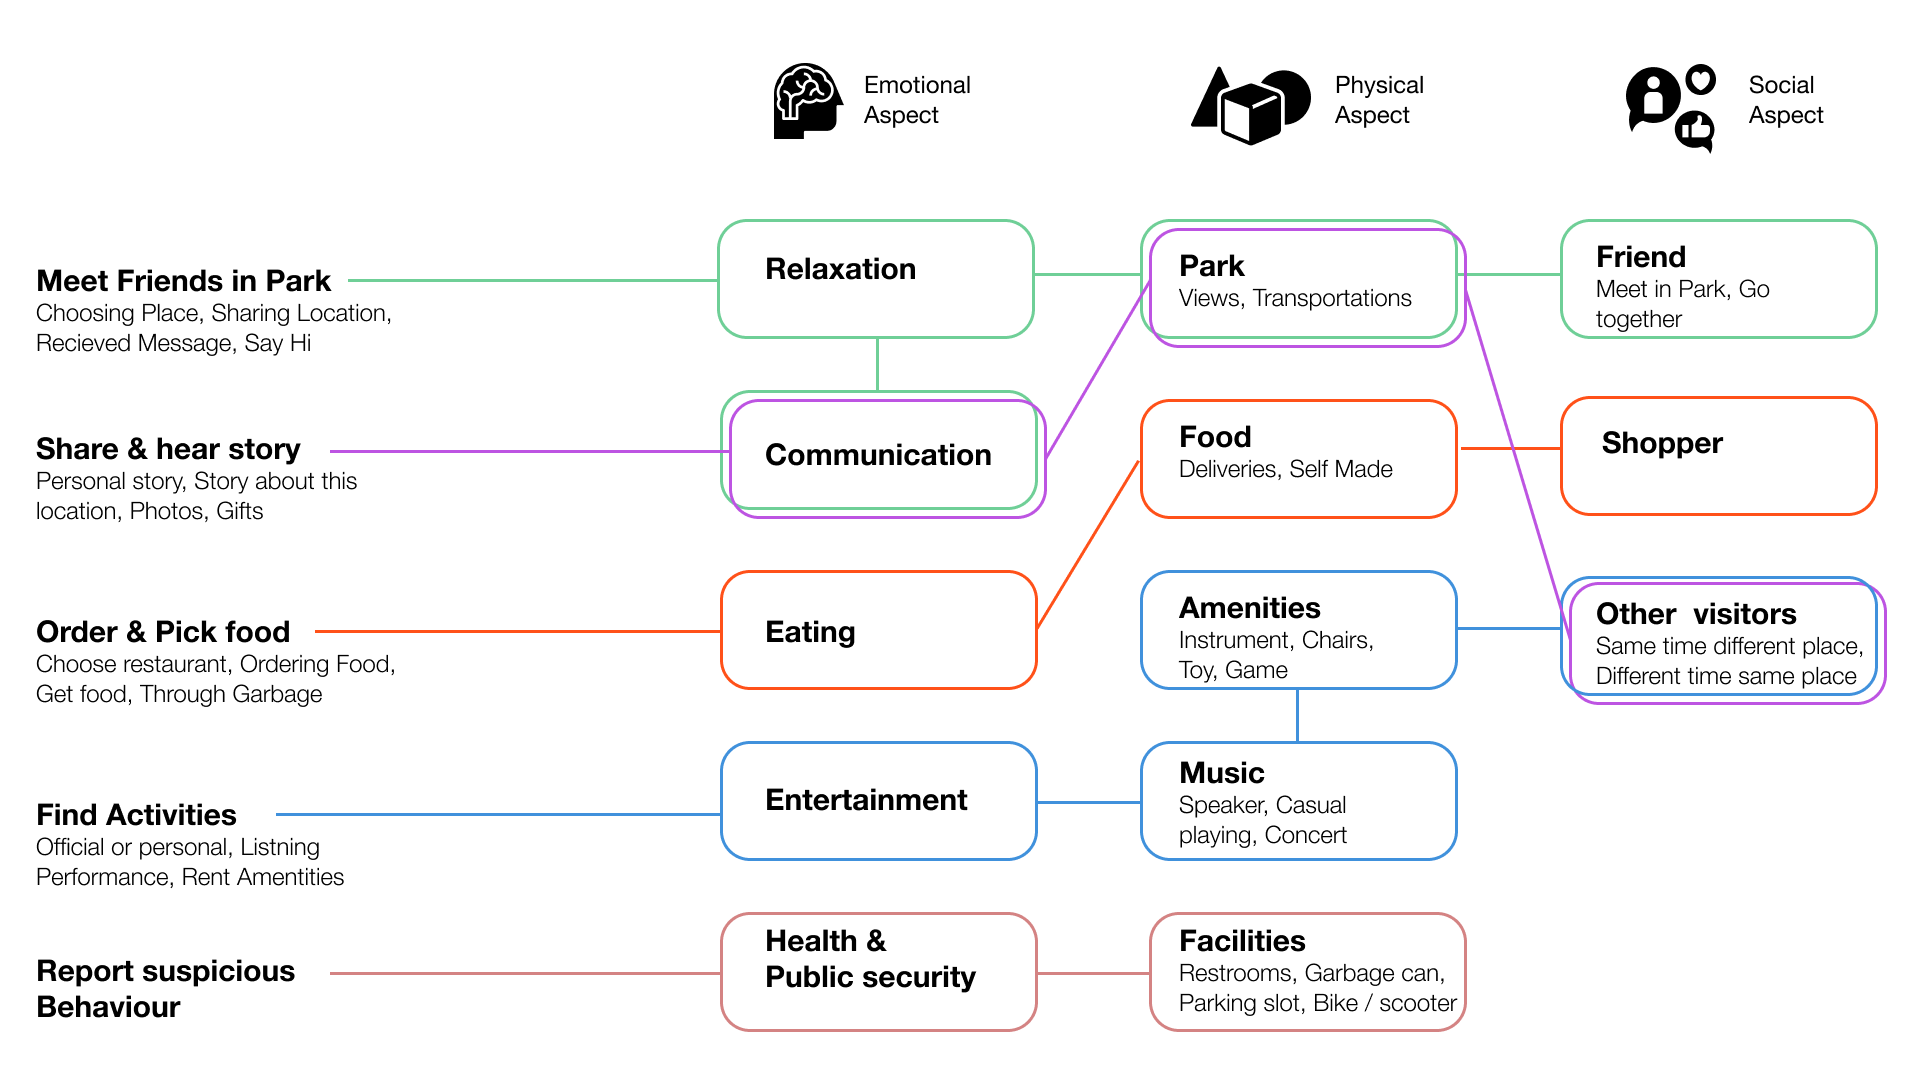 Emotional
Aspect
Physical
Aspect
Social
Aspect
Meet Friends in Park
Choosing Place, Sharing Location,
Recieved Message, Say Hi
Relaxation
Park
Views, Transportations
Friend
Meet in Park, Go
together
Share & hear story
Personal story, Story about this
location, Photos, Gifts
Communication
Food
Deliveries, Self Made
Shopper
Order & Pick food
Choose restaurant, Ordering Food,
Get food, Through Garbage
Eating
Amenities
Instrument, Chairs,
Toy, Game
Other visitors
Same time different place,
Different time same place
Find Activities
Official or personal, Listning
Performance, Rent Amentities
Entertainment
Music
Speaker, Casual
playing, Concert
Report suspicious
Behaviour
Health &
Public security
Facilities
Restrooms, Garbage can,
Parking slot, Bike / scooter